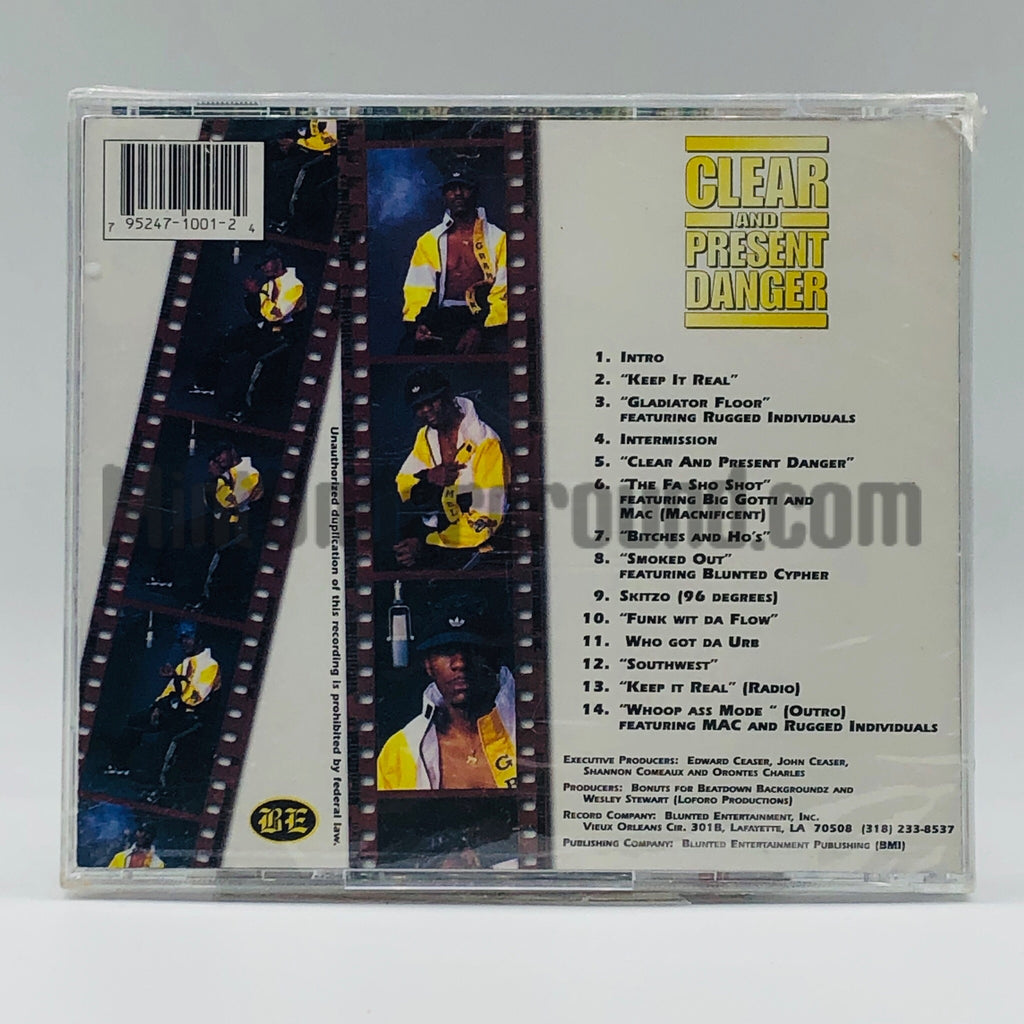 7 95247-1001-2 4
CLEAR
AND
PRESENT
DANGER
1. INTRO
2. "KEEP IT REAL"
3. "GLADIATOR FLOOR"
FEATURING RUGGED INDIVIDUALS
4. INTERMISSION
5. "CLEAR AND PRESENT DANGER"
6. "THE FA SHO SHOT"
FEATURING BIG GOTTI AND
MAC (MACNIFICENT)
7. "BITCHES AND HO'S"
8. "SMOKED OUT"
FEATURING BLUNTED CYPHER
9. SKITZO (96 DEGREES)
10. "FUNK WIT DA FLOW"
11. WHO GOT DA URB
12. "SOUTHWEST"
13. "KEEP IT REAL" (RADIO)
14. "WHOOP ASS MODE " (OUTRO)
FEATURING MAC AND RUGGED INDIVIDUALS
EXECUTIVE PRODUCERS: EDWARD CEASER, JOHN CEASER,
SHANNON COMEAUX AND ORONTES CHARLES
PRODUCERS: BONUTS FOR BEATDOWN BACKGROUNDZ AND
WESLEY STEWART (LOFORO PRODUCTIONS)
RECORD COMPANY: BLUNTED ENTERTAINMENT, INC.
VIEUX ORLEANS CIR. 301B, LAFAYETTE, LA 70508 (318) 233-8537
PUBLISHING COMPANY: BLUNTED ENTERTAINMENT PUBLISHING (BMI)
Unauthorized duplication of this recording is prohibited by federal law.
BE